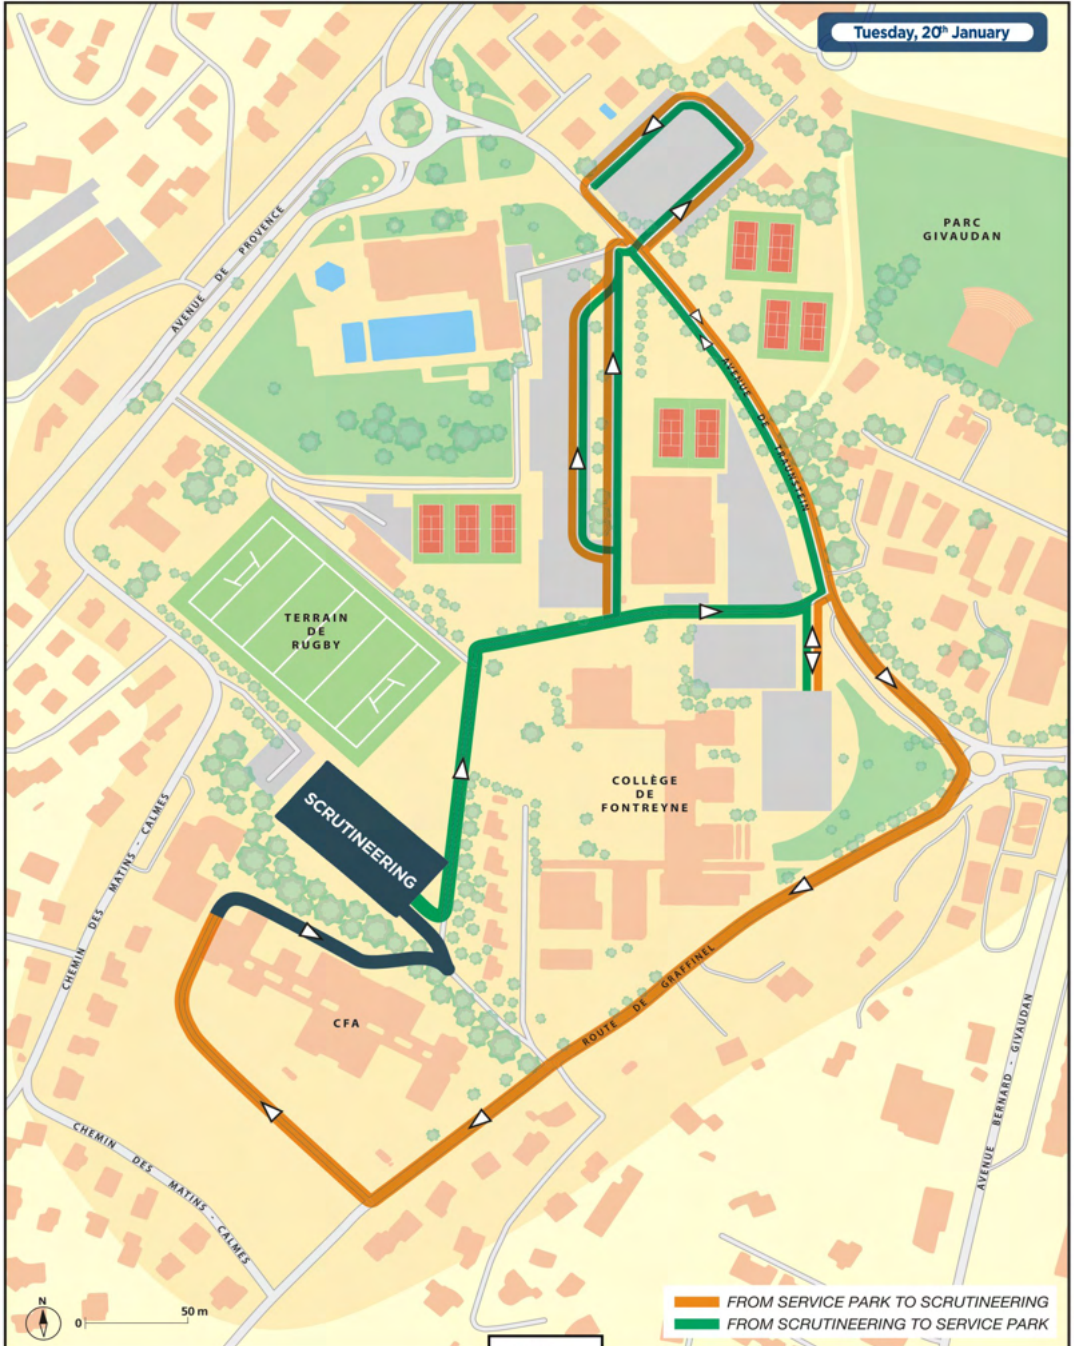 Tuesday, 20th January
PARC
GIVAUDAN
AVENUE DE PROVENCE
AVENUE DE TRAUNSTEIN
TERRAIN
DE
RUGBY
COLLÈGE
DE
FONTREYNE
SCRUTINEERING
CHEMIN DES MATINS-CALMES
ROUTE DE GRAFFINEL
CFA
AVENUE BERNARD-GIVAUDAN
CHEMIN DES MATINS-CALMES
N
0 50 m
FROM SERVICE PARK TO SCRUTINEERING
FROM SCRUTINEERING TO SERVICE PARK